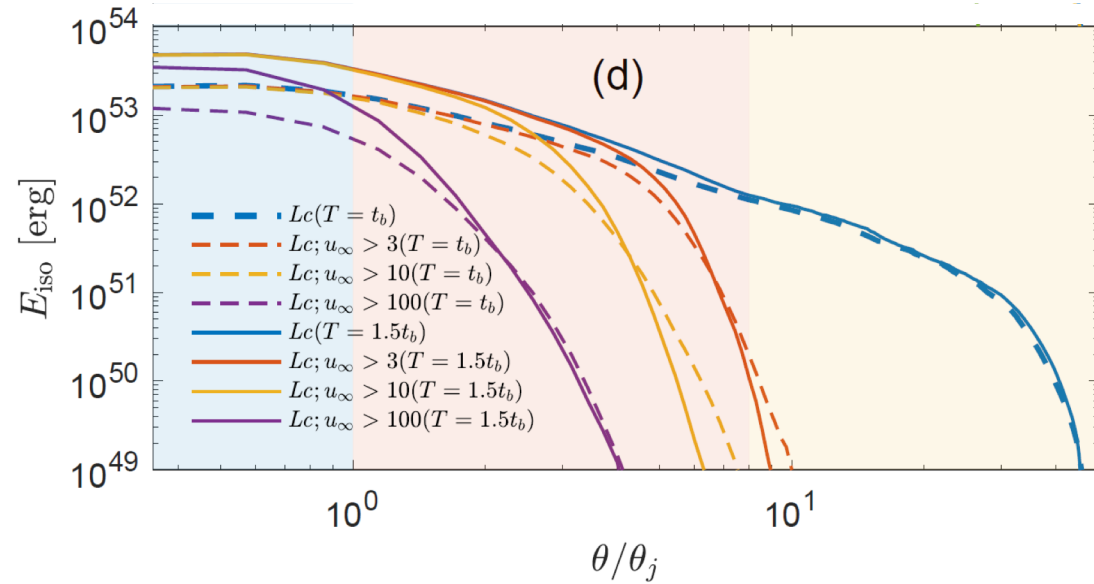 10^54
(d)
10^53
10^52
10^51
10^50
10^49
E_iso [erg]
Lc(T = t_b)
Lc; u_∞ > 3(T = t_b)
Lc; u_∞ > 10(T = t_b)
Lc; u_∞ > 100(T = t_b)
Lc(T = 1.5t_b)
Lc; u_∞ > 3(T = 1.5t_b)
Lc; u_∞ > 10(T = 1.5t_b)
Lc; u_∞ > 100(T = 1.5t_b)
10^0 10^1
θ/θ_j